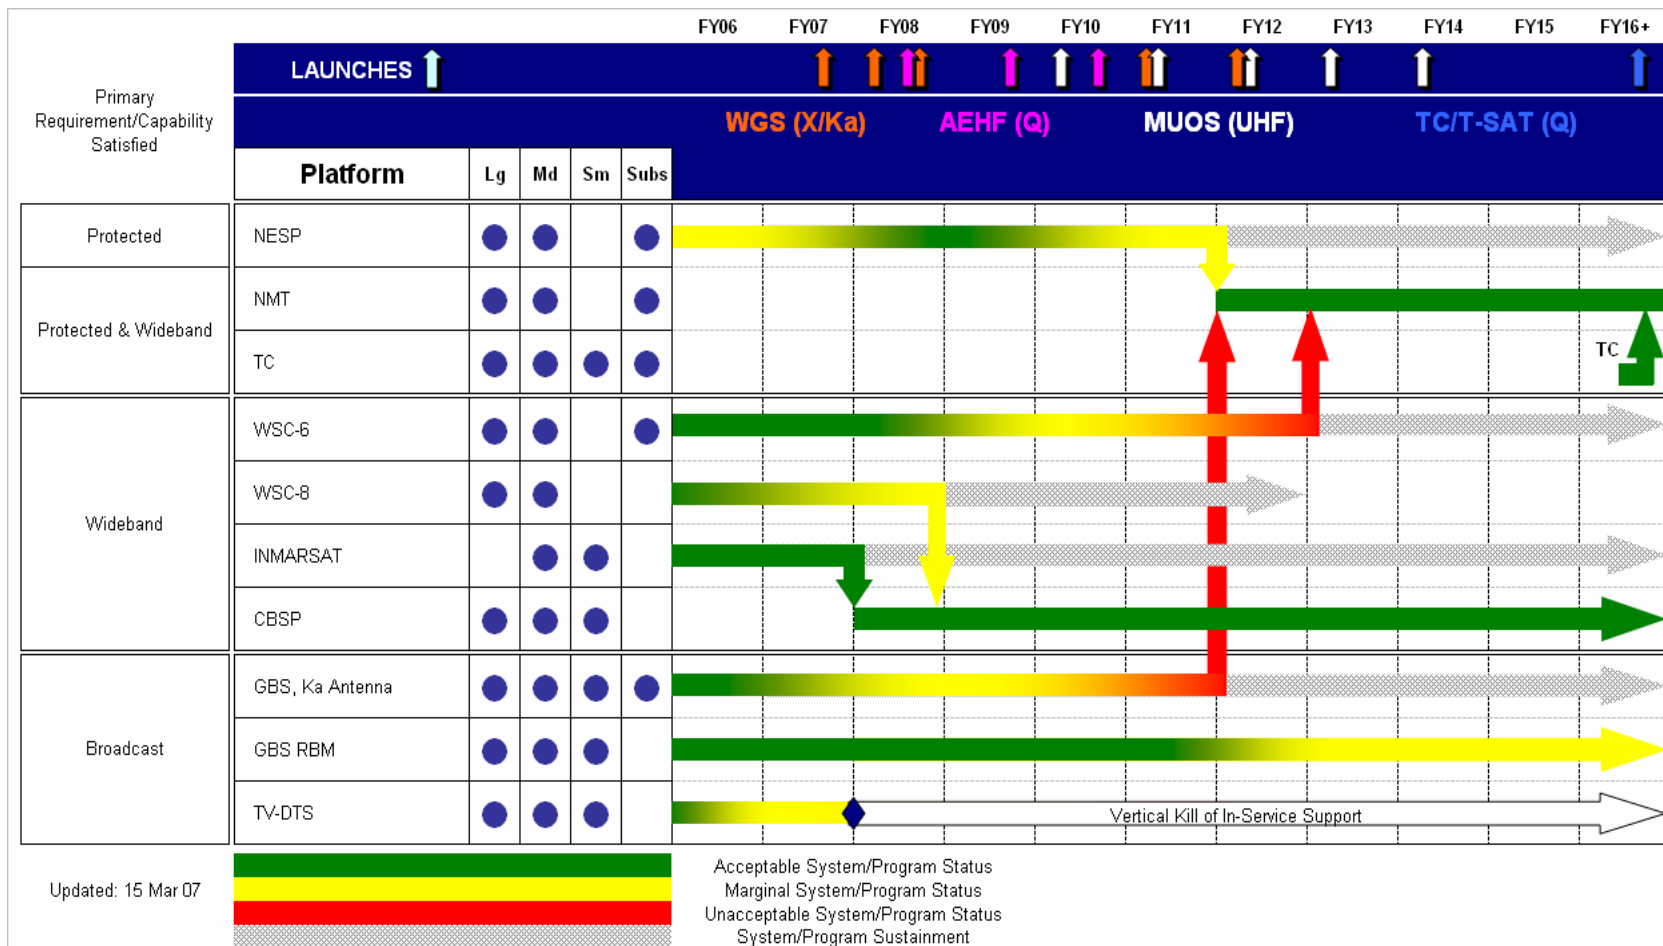 FY06 FY07 FY08 FY09 FY10 FY11 FY12 FY13 FY14 FY15 FY16+
LAUNCHES
Primary
Requirement/Capability
Satisfied
WGS (X/Ka) AEHF (Q) MUOS (UHF) TC/T-SAT (Q)
Platform Lg Md Sm Subs
Protected
NESP
Protected & Wideband
NMT
TC
TC
Wideband
WSC-6
WSC-8
INMARSAT
CBSP
Broadcast
GBS, Ka Antenna
GBS RBM
TV-DTS
Vertical Kill of In-Service Support
Updated: 15 Mar 07
Acceptable System/Program Status
Marginal System/Program Status
Unacceptable System/Program Status
System/Program Sustainment